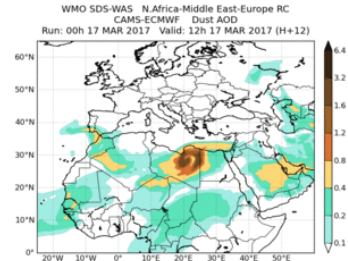 WMO SDS-WAS   N.Africa-Middle East-Europe RC
CAMS-ECMWF   Dust AOD
Run: 00h 17 MAR 2017   Valid: 12h 17 MAR 2017 (H+12)
60°N
50°N
40°N
30°N
20°N
10°N
0°
20°W
10°W
0°
10°E
20°E
30°E
40°E
50°E
6.4
3.2
1.6
1.2
0.8
0.4
0.2
0.1